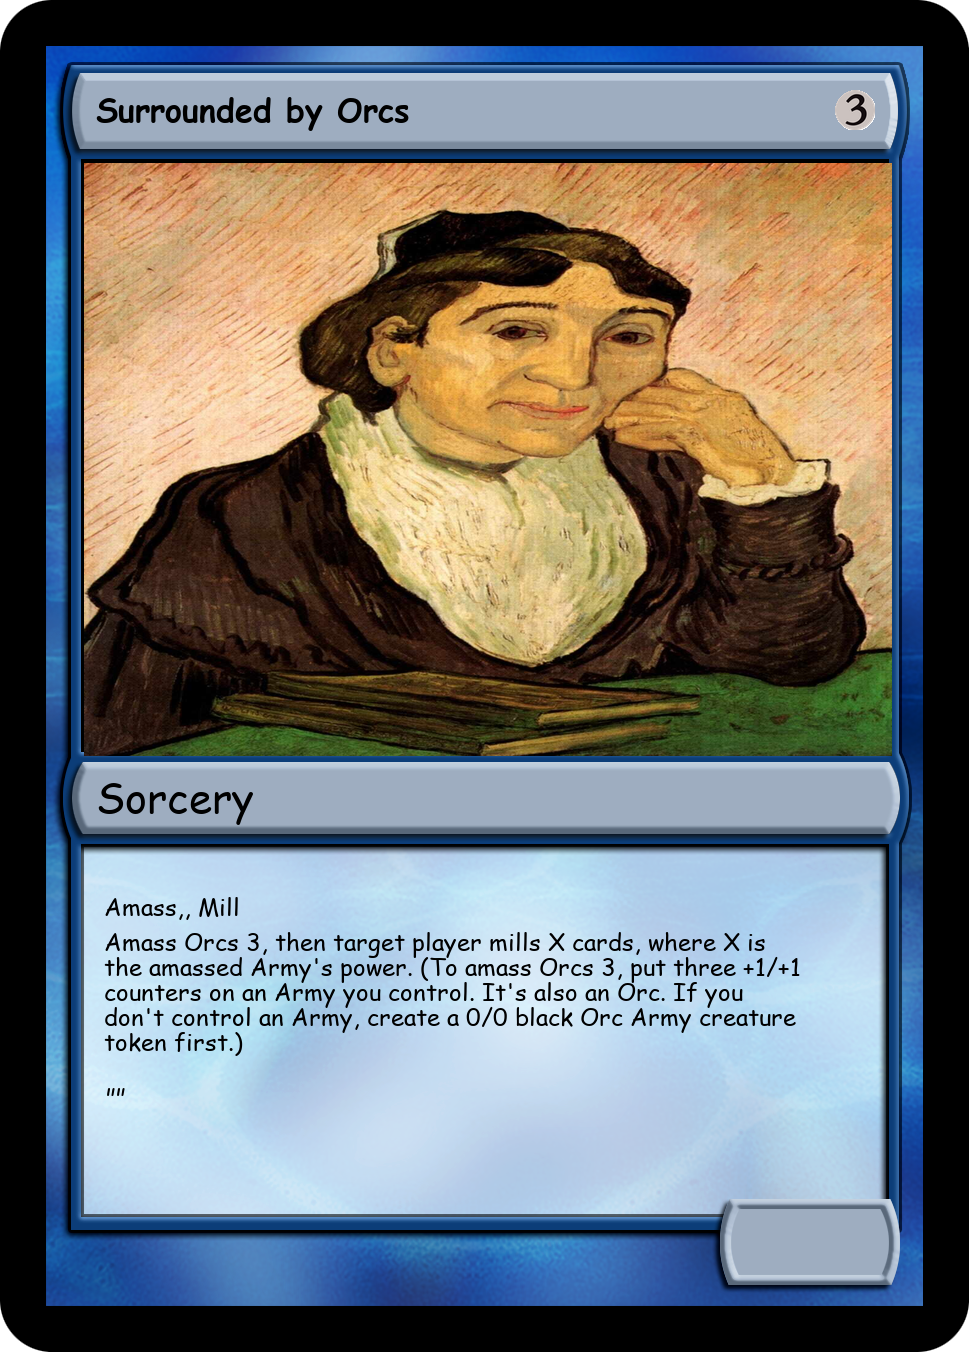 Surrounded by Orcs
3
Sorcery
Amass,, Mill
Amass Orcs 3, then target player mills X cards, where X is
the amassed Army's power. (To amass Orcs 3, put three +1/+1
counters on an Army you control. It's also an Orc. If you
don't control an Army, create a 0/0 black Orc Army creature
token first.)
""